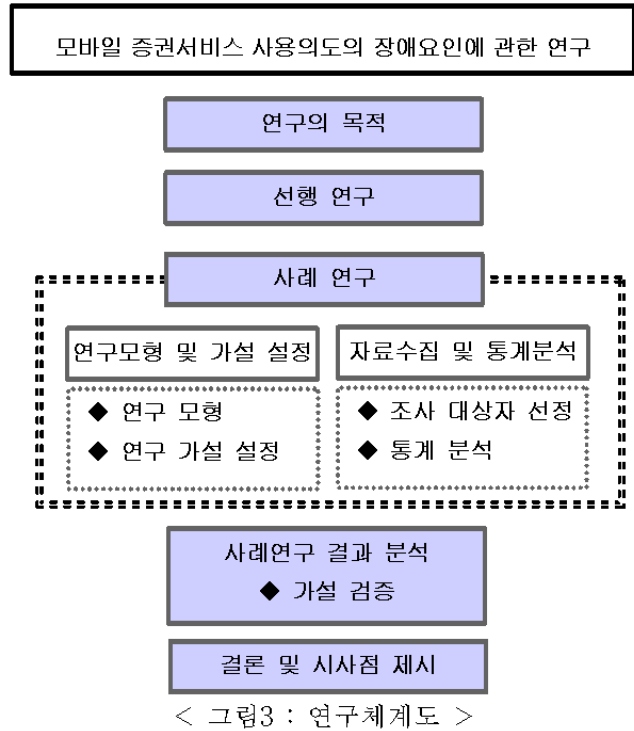 모바일 증권서비스 사용의도의 장애요인에 관한 연구
연구의 목적
선행 연구
사례 연구
연구모형 및 가설 설정
◆ 연구 모형
◆ 연구 가설 설정
자료수집 및 통계분석
◆ 조사 대상자 선정
◆ 통계 분석
사례연구 결과 분석
◆ 가설 검증
결론 및 시사점 제시
< 그림3 : 연구체계도 >